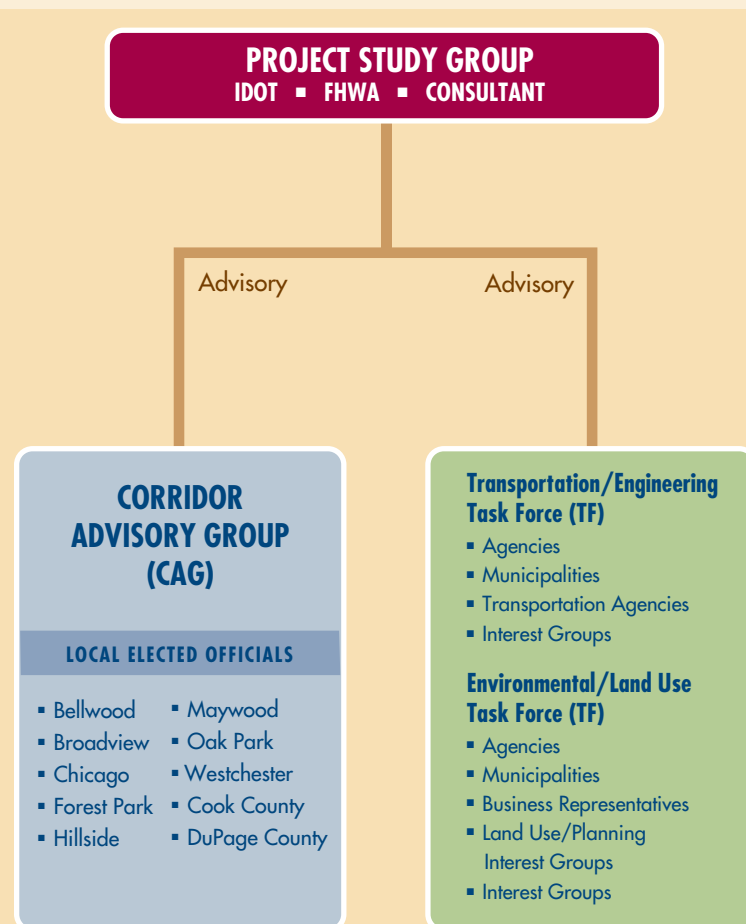 PROJECT STUDY GROUP
IDOT ▪ FHWA ▪ CONSULTANT
Advisory
Advisory
CORRIDOR
ADVISORY GROUP
(CAG)
LOCAL ELECTED OFFICIALS
▪ Bellwood
▪ Broadview
▪ Chicago
▪ Forest Park
▪ Hillside
▪ Maywood
▪ Oak Park
▪ Westchester
▪ Cook County
▪ DuPage County
Transportation/Engineering
Task Force (TF)
▪ Agencies
▪ Municipalities
▪ Transportation Agencies
▪ Interest Groups
Environmental/Land Use
Task Force (TF)
▪ Agencies
▪ Municipalities
▪ Business Representatives
▪ Land Use/Planning
Interest Groups
▪ Interest Groups